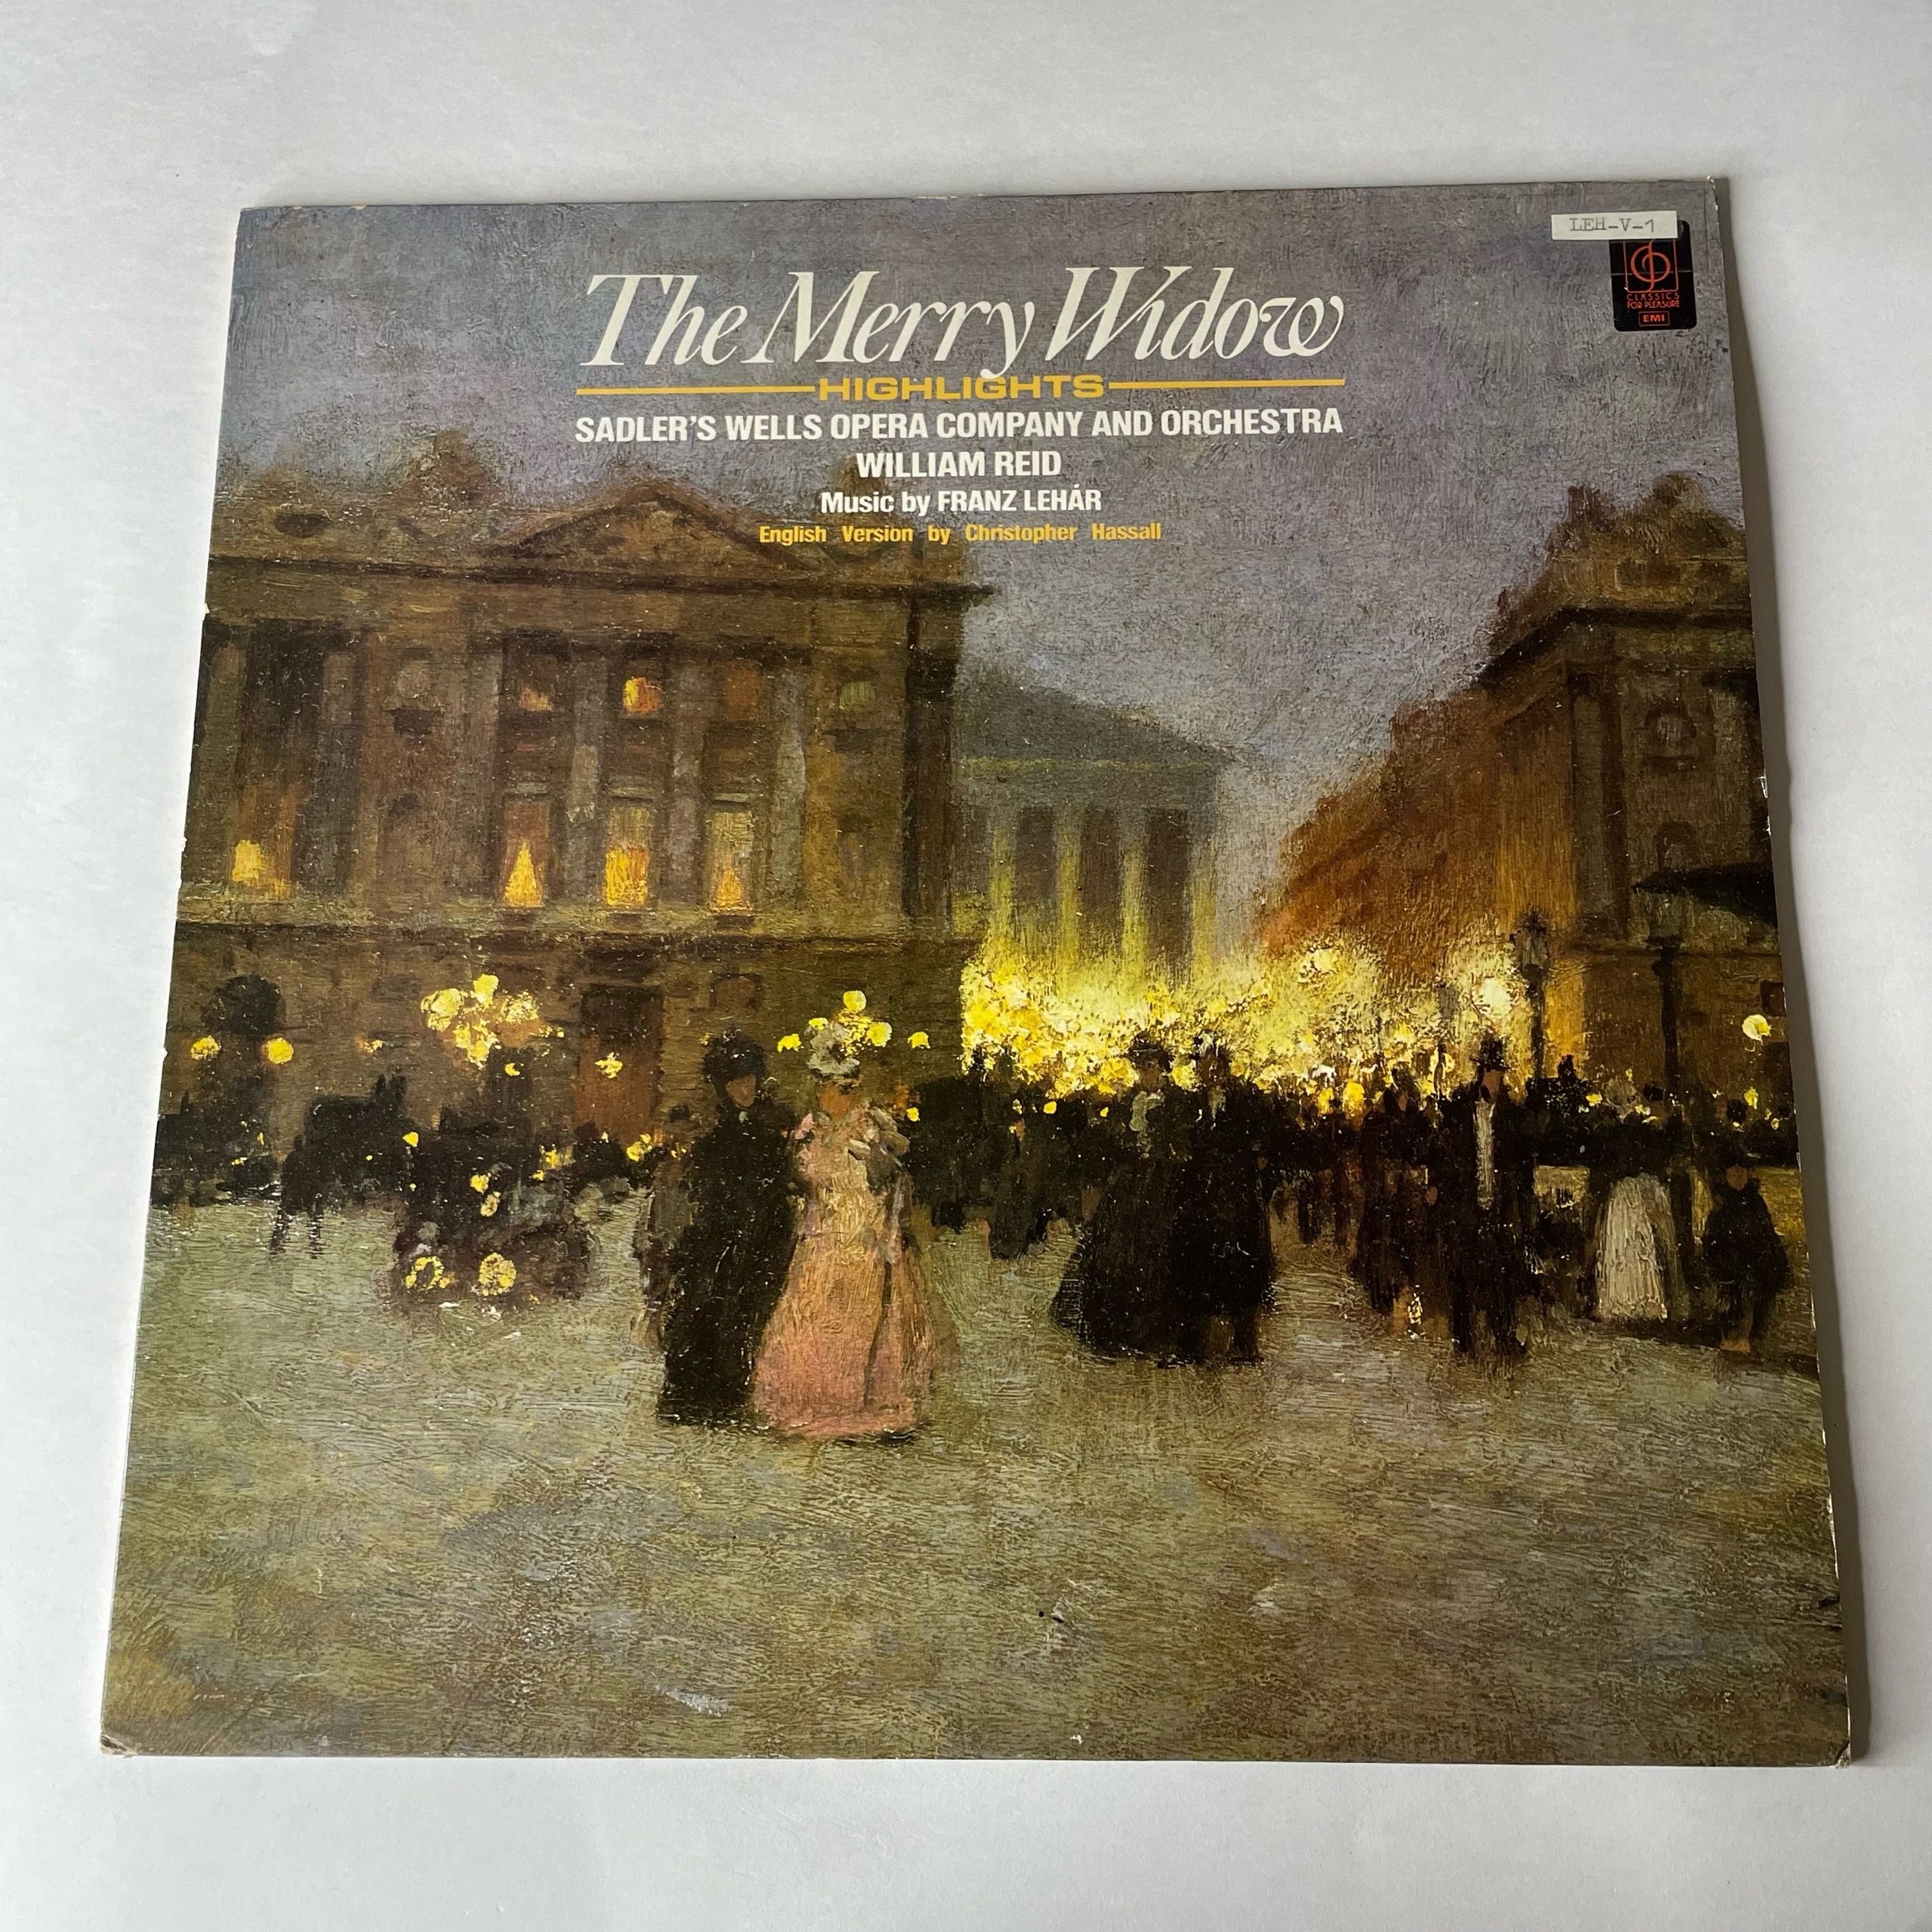 LEH-V-1
The Merry Widow
HIGHLIGHTS
SADLER'S WELLS OPERA COMPANY AND ORCHESTRA
WILLIAM REID
Music by FRANZ LEHÁR
English Version by Christopher Hassall
CLASSICS
FOR PLEASURE
EMI